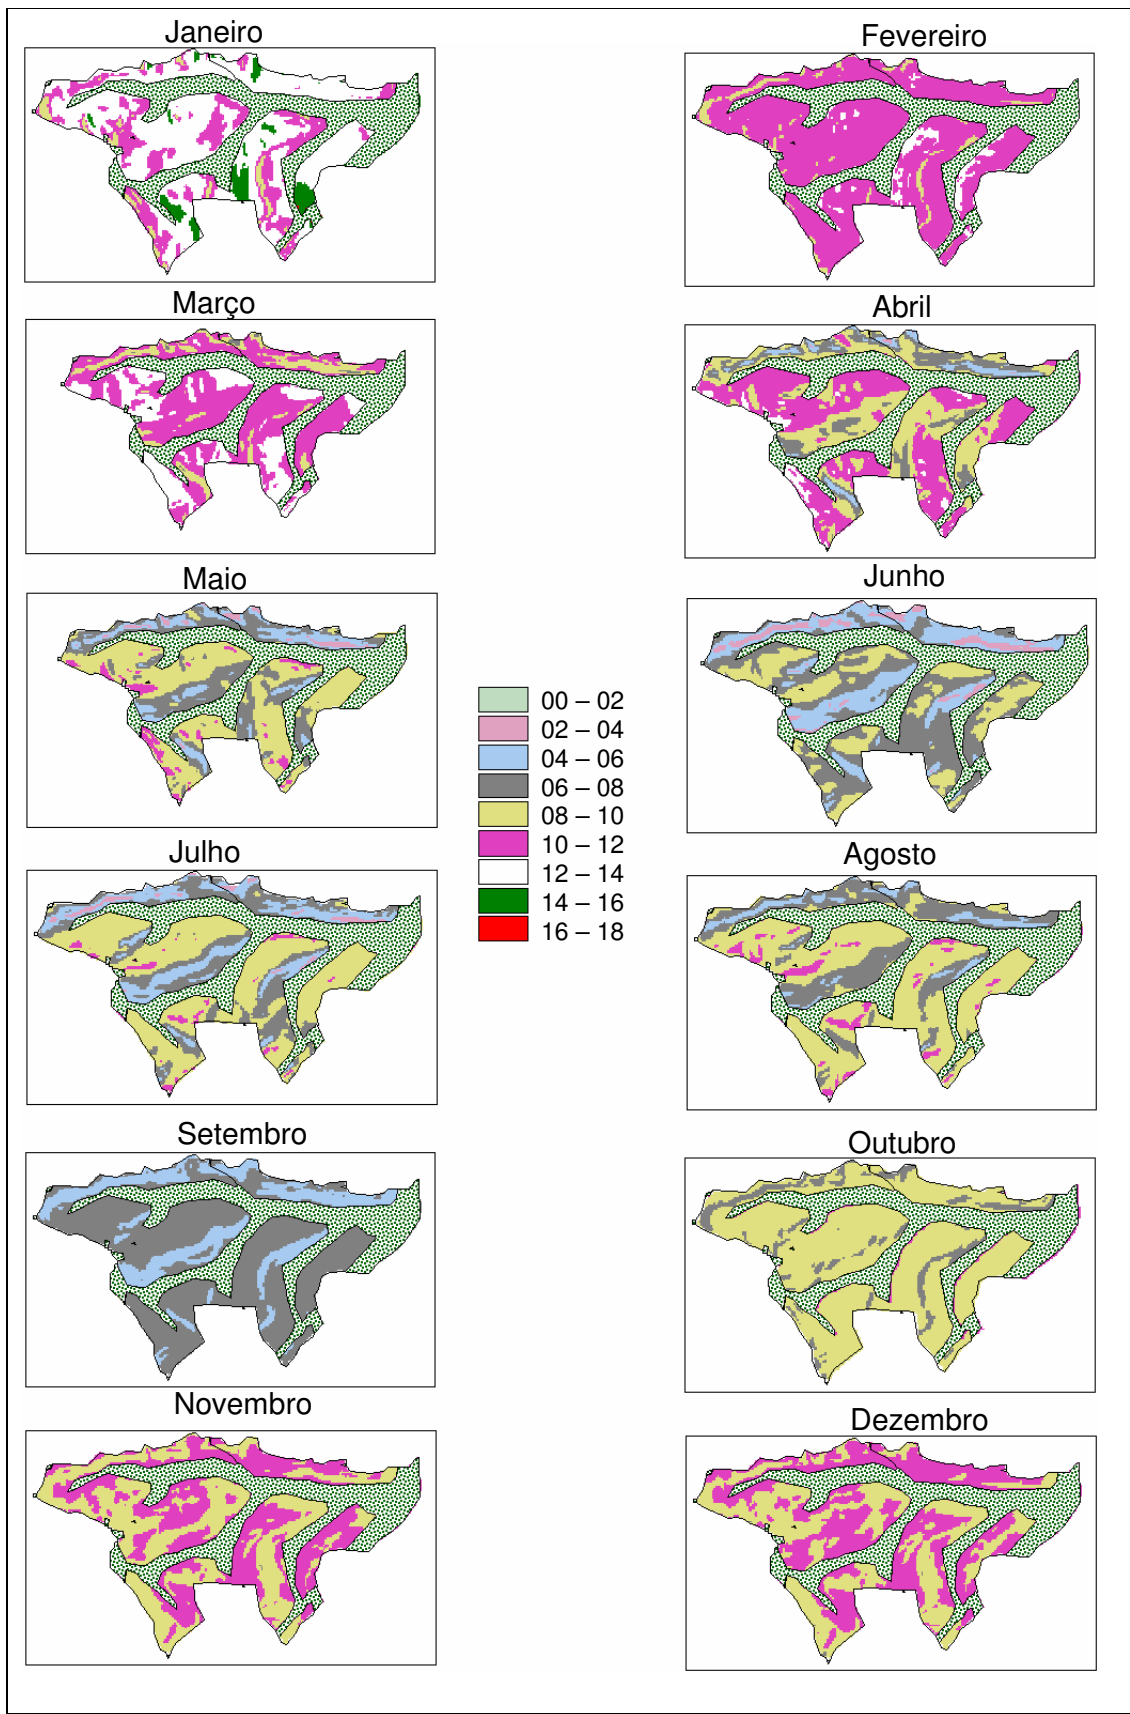 Janeiro
Fevereiro
Março
Abril
Maio
Junho
00 – 02
02 – 04
04 – 06
06 – 08
08 – 10
10 – 12
12 – 14
14 – 16
16 – 18
Julho
Agosto
Setembro
Outubro
Novembro
Dezembro